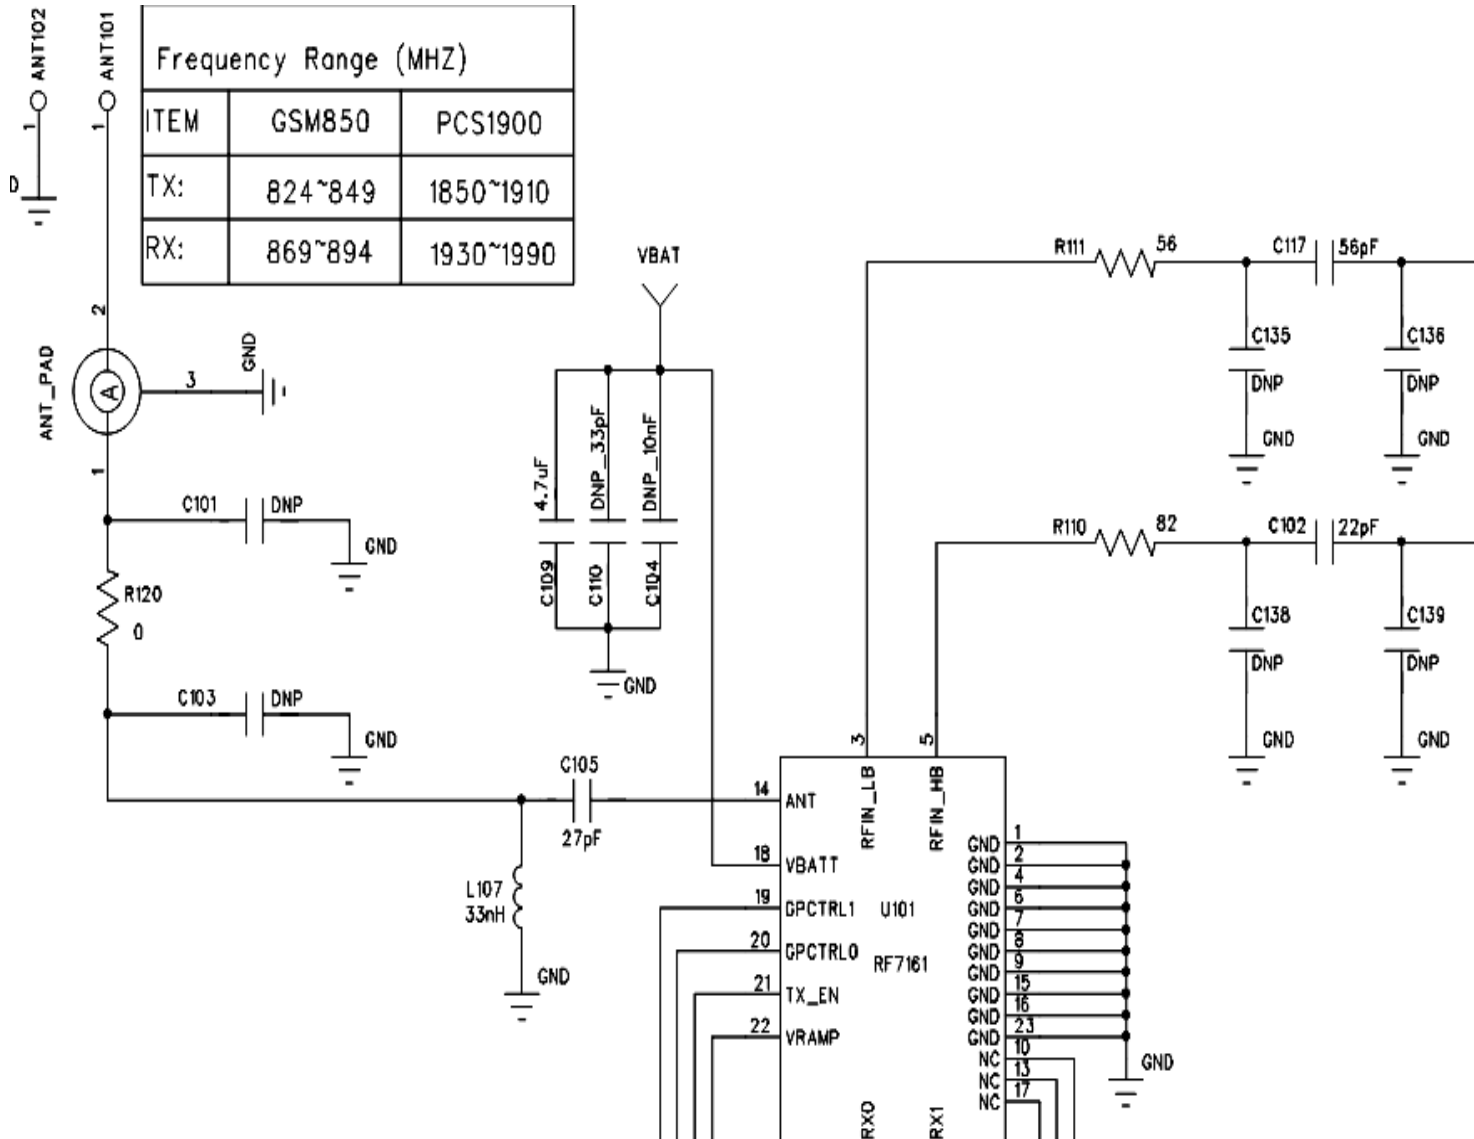 ANT102
ANT101
1
1
Frequency Range (MHZ)
ITEM GSM850 PCS1900
TX: 824~849 1850~1910
RX: 869~894 1930~1990
D
2
ANT_PAD
A
3
GND
1
C101 DNP
GND
R120
0
C103 DNP
GND
VBAT
4.7uF
DNP_33pF
DNP_10nF
C109
C110
C104
GND
C105
27pF
L107
33nH
GND
R111 56 C117 56pF
C135
DNP
GND
C136
DNP
GND
R110 82 C102 22pF
C138
DNP
GND
C139
DNP
GND
3
5
RFIN_LB
RFIN_HB
14 ANT
18 VBATT
19 GPCTRL1
20 GPCTRL0
21 TX_EN
22 VRAMP
U101
RF7161
GND 1
GND 2
GND 4
GND 6
GND 7
GND 8
GND 9
GND 15
GND 16
GND 23
NC 10
NC 13
NC 17
GND
RX0
RX1